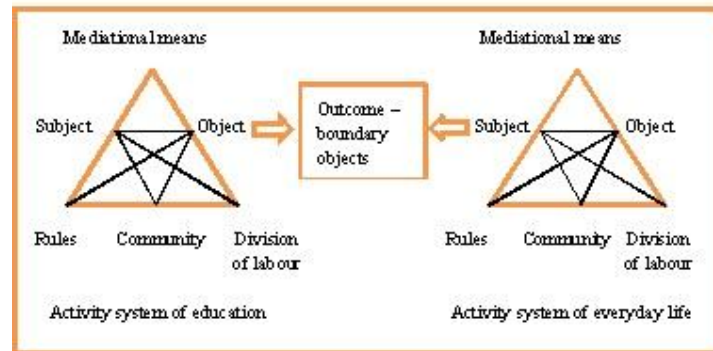 Mediational means
Mediational means
Subject
Object
Outcome –
boundary
objects
Subject
Object
Rules
Community
Division
of labour
Rules
Community
Division
of labour
Activity system of education
Activity system of everyday life